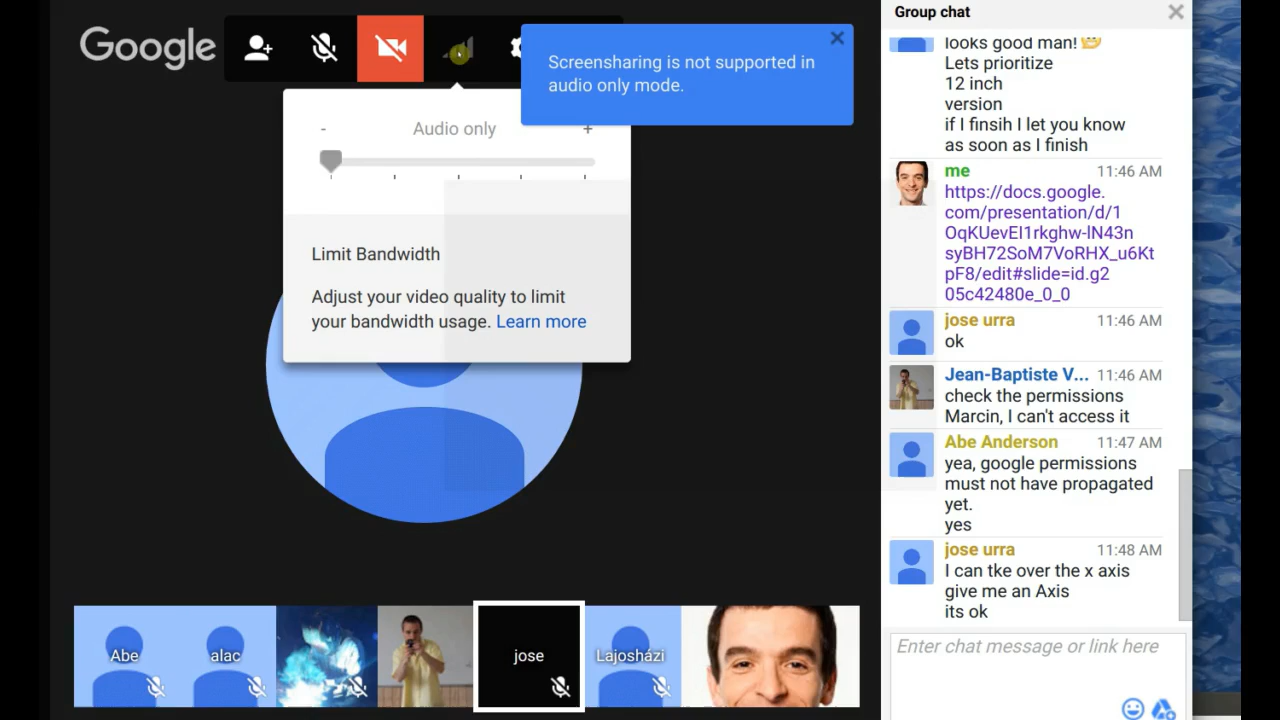 Google
Screensharing is not supported in
audio only mode.
- Audio only +
Limit Bandwidth
Adjust your video quality to limit
your bandwidth usage. Learn more
Abe
alac
jose
Lajosházi
Group chat
looks good man!
Lets prioritize
12 inch
version
if I finsih I let you know
as soon as I finish
me 11:46 AM
https://docs.google.
com/presentation/d/1
OqKUevEI1rkghw-lN43n
syBH72SoM7VoRHX_u6Kt
pF8/edit#slide=id.g2
05c42480e_0_0
jose urra 11:46 AM
ok
Jean-Baptiste V... 11:46 AM
check the permissions
Marcin, I can't access it
Abe Anderson 11:47 AM
yea, google permissions
must not have propagated
yet.
yes
jose urra 11:48 AM
I can tke over the x axis
give me an Axis
its ok
Enter chat message or link here